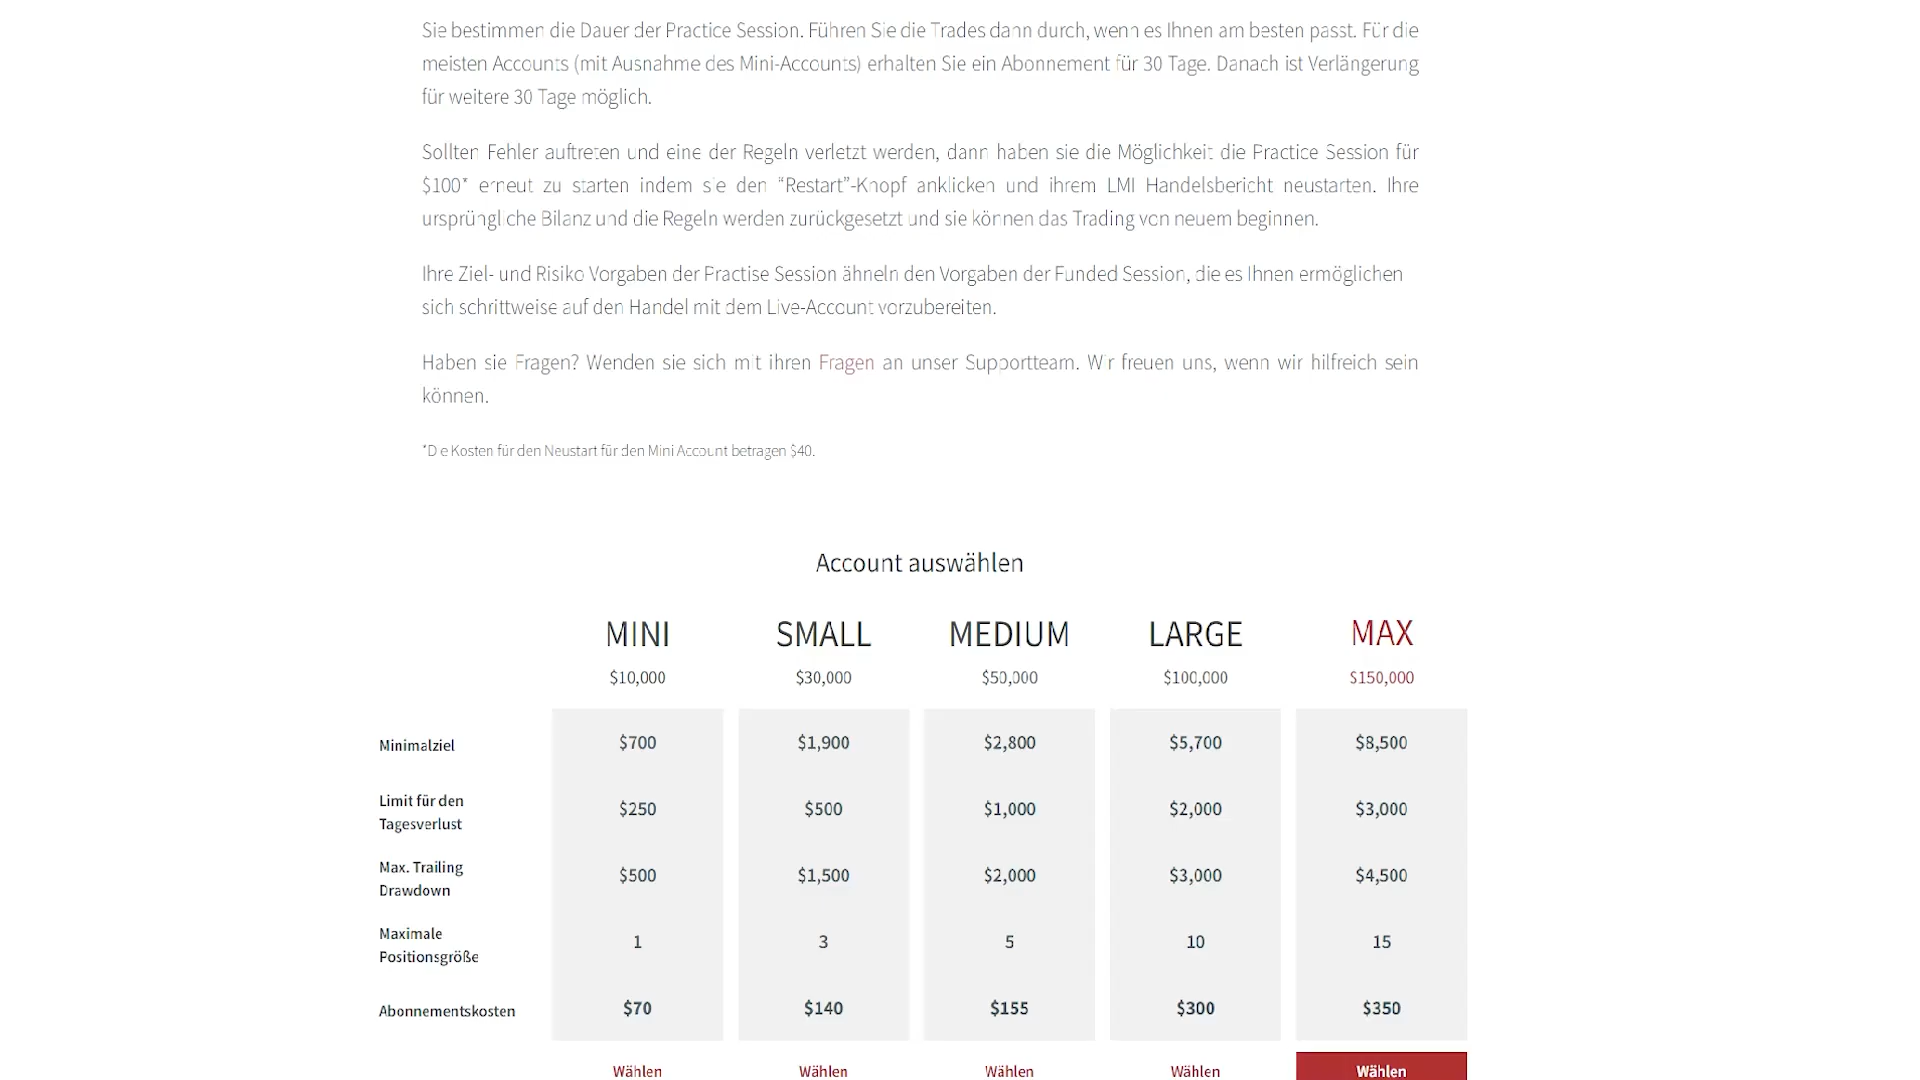 Sie bestimmen die Dauer der Practice Session. Führen Sie die Trades dann durch, wenn es Ihnen am besten passt. Für die
meisten Accounts (mit Ausnahme des Mini-Accounts) erhalten Sie ein Abonnement für 30 Tage. Danach ist Verlängerung
für weitere 30 Tage möglich.
Sollten Fehler auftreten und eine der Regeln verletzt werden, dann haben sie die Möglichkeit die Practice Session für
$100* erneut zu starten indem sie den “Restart”-Knopf anklicken und ihrem LMI Handelsbericht neustarten. Ihre
ursprüngliche Bilanz und die Regeln werden zurückgesetzt und sie können das Trading von neuem beginnen.
Ihre Ziel- und Risiko Vorgaben der Practise Session ähneln den Vorgaben der Funded Session, die es Ihnen ermöglichen
sich schrittweise auf den Handel mit dem Live-Account vorzubereiten.
Haben sie Fragen? Wenden sie sich mit ihren Fragen an unser Supportteam. Wir freuen uns, wenn wir hilfreich sein
können.
*Die Kosten für den Neustart für den Mini Account betragen $40.
Account auswählen
MINI SMALL MEDIUM LARGE MAX
$10,000 $30,000 $50,000 $100,000 $150,000
Minimalziel $700 $1,900 $2,800 $5,700 $8,500
Limit für den
Tagesverlust $250 $500 $1,000 $2,000 $3,000
Max. Trailing
Drawdown $500 $1,500 $2,000 $3,000 $4,500
Maximale
Positionsgröße 1 3 5 10 15
Abonnementskosten $70 $140 $155 $300 $350
Wählen Wählen Wählen Wählen Wählen